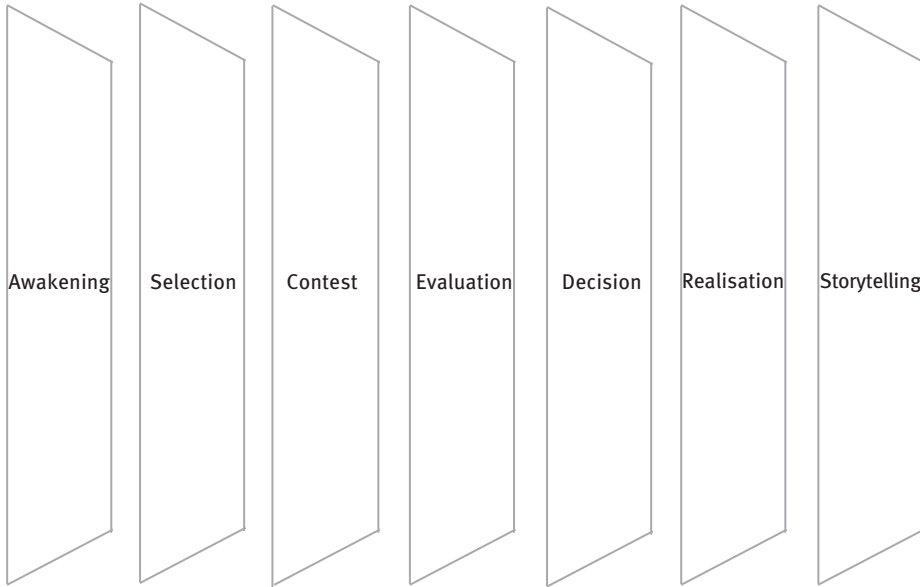 Awakening
Selection
Contest
Evaluation
Decision
Realisation
Storytelling